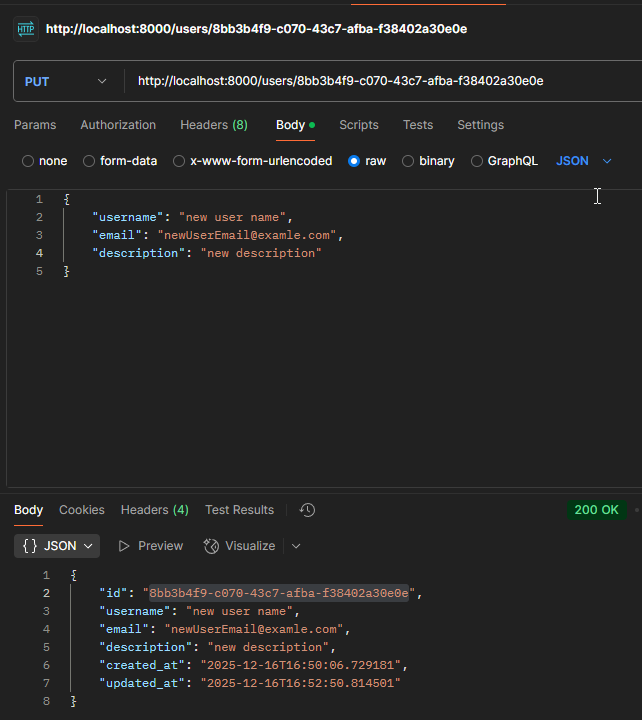 HTTP http://localhost:8000/users/8bb3b4f9-c070-43c7-afba-f38402a30e0e
PUT http://localhost:8000/users/8bb3b4f9-c070-43c7-afba-f38402a30e0e
Params Authorization Headers (8) Body Scripts Tests Settings
none form-data x-www-form-urlencoded raw binary GraphQL JSON
1 {
2 "username": "new user name",
3 "email": "newUserEmail@examle.com",
4 "description": "new description"
5 }
Body Cookies Headers (4) Test Results 200 OK
{} JSON Preview Visualize
1 {
2 "id": "8bb3b4f9-c070-43c7-afba-f38402a30e0e",
3 "username": "new user name",
4 "email": "newUserEmail@examle.com",
5 "description": "new description",
6 "created_at": "2025-12-16T16:50:06.729181",
7 "updated_at": "2025-12-16T16:52:50.814501"
8 }